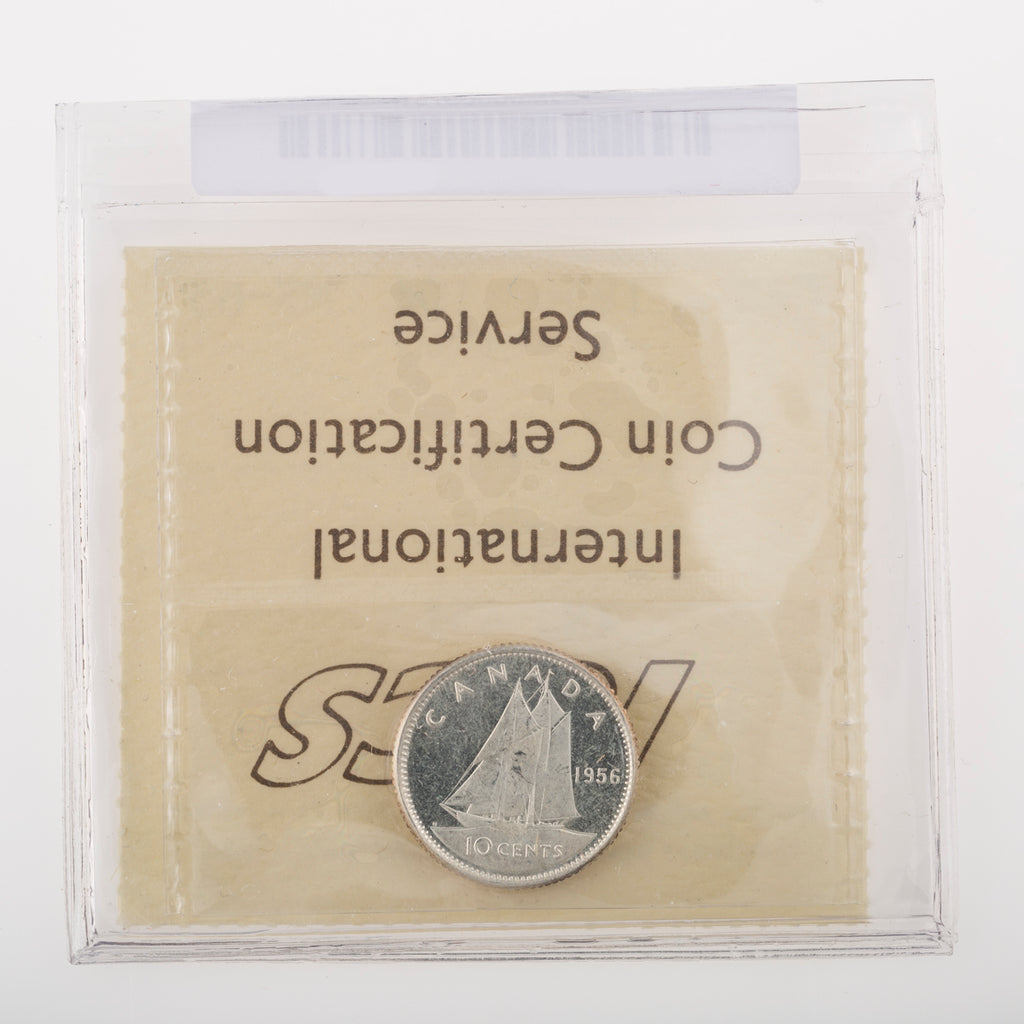 ICCS
International
Coin Certification
Service
CANADA
1956
10 CENTS